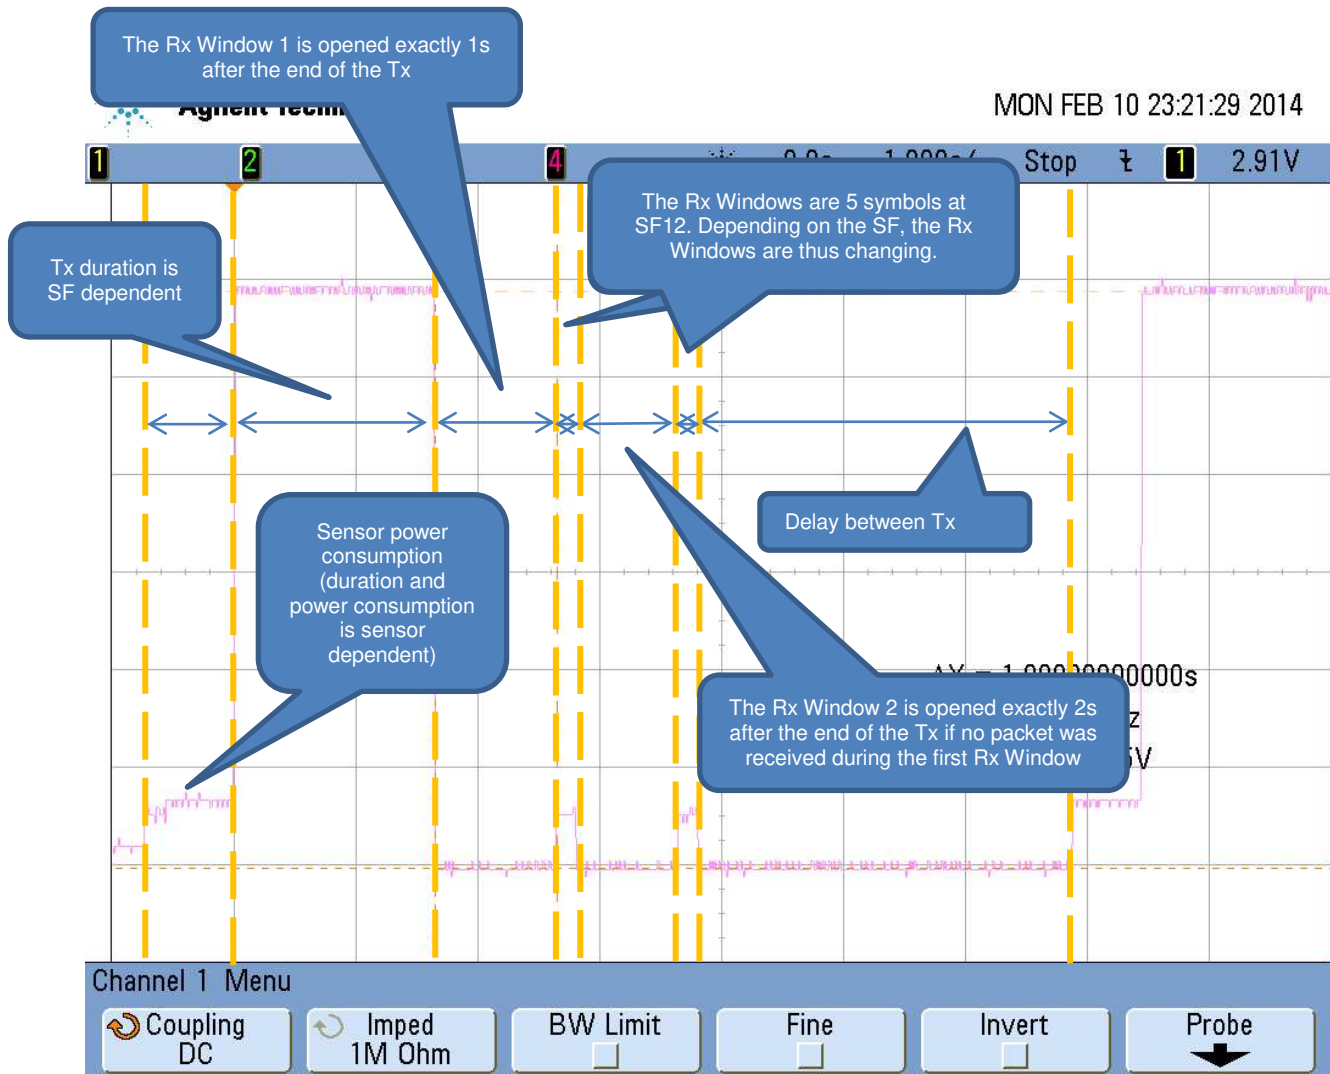 The Rx Window 1 is opened exactly 1s
after the end of the Tx
Agilent
MON FEB 10 23:21:29 2014
1
2
4
Stop
1
2.91V
The Rx Windows are 5 symbols at
SF12. Depending on the SF, the Rx
Windows are thus changing.
Tx duration is
SF dependent
Sensor power
consumption
(duration and
power consumption
is sensor
dependent)
Delay between Tx
The Rx Window 2 is opened exactly 2s
after the end of the Tx if no packet was
received during the first Rx Window
Channel 1 Menu
Coupling
DC
Imped
1M Ohm
BW Limit
Fine
Invert
Probe